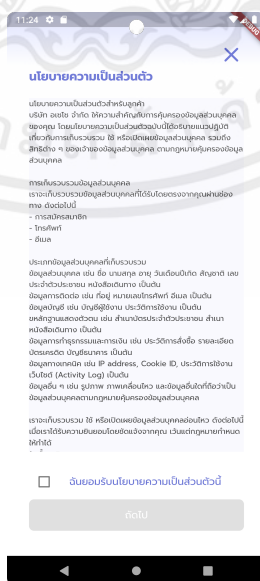 11:24
DEBUG
นโยบายความเป็นส่วนตัว
นโยบายความเป็นส่วนตัวสำหรับลูกค้า
บริษัท อเซย จำกัด ให้ความสำคัญกับการคุ้มครองข้อมูลส่วนบุคคล
ของคุณ โดยนโยบายความเป็นส่วนตัวฉบับนี้ได้อธิบายแนวปฏิบัติ
เกี่ยวกับการเก็บรวบรวม ใช้ หรือเปิดเผยข้อมูลส่วนบุคคล รวมถึง
สิทธิต่าง ๆ ของเจ้าของข้อมูลส่วนบุคคล ตามกฎหมายคุ้มครองข้อมูล
ส่วนบุคคล
การเก็บรวบรวมข้อมูลส่วนบุคคล
เราจะเก็บรวบรวมข้อมูลส่วนบุคคลที่ได้รับโดยตรงจากคุณผ่านช่อง
ทาง ดังต่อไปนี้
- การสมัครสมาชิก
- โทรศัพท์
- อีเมล
ประเภทข้อมูลส่วนบุคคลที่เก็บรวบรวม
ข้อมูลส่วนบุคคล เช่น ชื่อ นามสกุล อายุ วันเดือนปีเกิด สัญชาติ เลข
ประจำตัวประชาชน หนังสือเดินทาง เป็นต้น
ข้อมูลการติดต่อ เช่น ที่อยู่ หมายเลขโทรศัพท์ อีเมล เป็นต้น
ข้อมูลบัญชี เช่น บัญชีผู้ใช้งาน ประวัติการใช้งาน เป็นต้น
หลักฐานแสดงตัวตน เช่น สำเนาบัตรประจำตัวประชาชน สำเนา
หนังสือเดินทาง เป็นต้น
ข้อมูลการทำธุรกรรมและการเงิน เช่น ประวัติการสั่งซื้อ รายละเอียด
บัตรเครดิต บัญชีธนาคาร เป็นต้น
ข้อมูลทางเทคนิค เช่น IP address, Cookie ID, ประวัติการใช้งาน
เว็บไซต์ (Activity Log) เป็นต้น
ข้อมูลอื่น ๆ เช่น รูปภาพ ภาพเคลื่อนไหว และข้อมูลอื่นใดที่ถือว่าเป็น
ข้อมูลส่วนบุคคลตามกฎหมายคุ้มครองข้อมูลส่วนบุคคล
เราจะเก็บรวบรวม ใช้ หรือเปิดเผยข้อมูลส่วนบุคคลอ่อนไหว ดังต่อไปนี้
เมื่อเราได้รับความยินยอมโดยชัดแจ้งจากคุณ เว้นแต่กฎหมายกำหนด
ให้ทำได้
ฉันยอมรับนโยบายความเป็นส่วนตัวนี้
ถัดไป